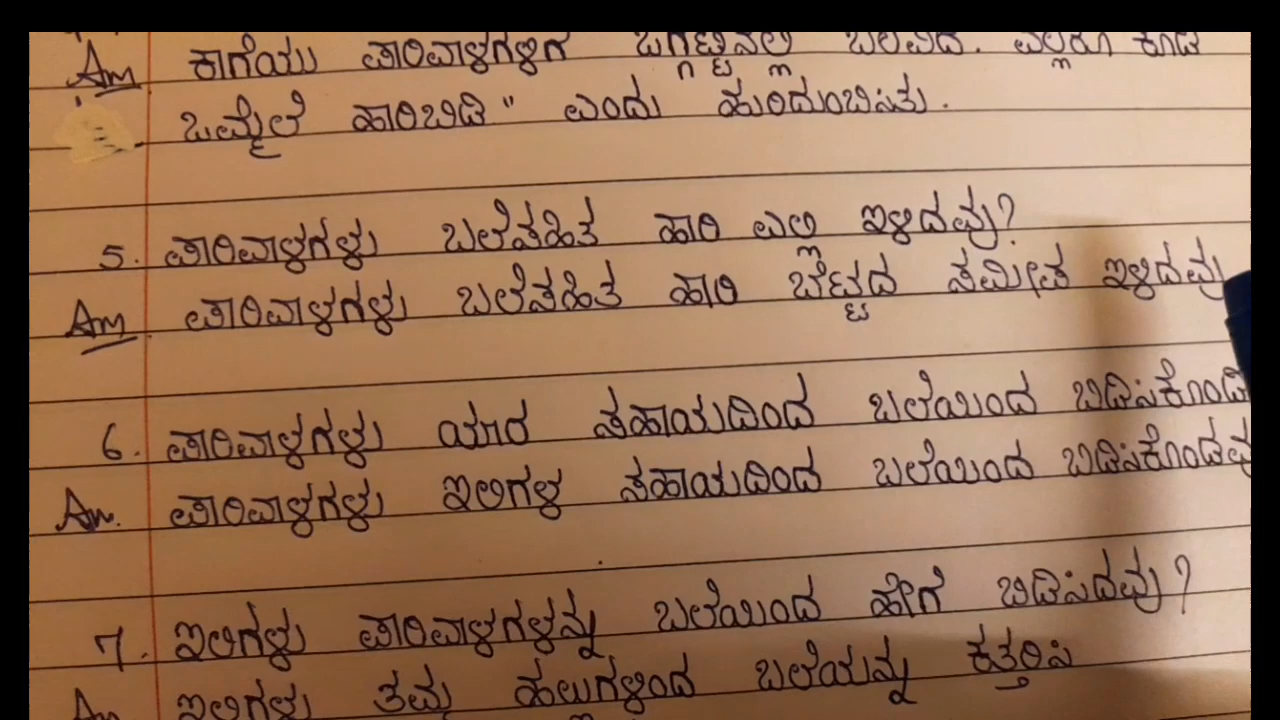 Ans ಕಾಗೆಯು ಪಾರಿವಾಳಗಳಿಗೆ ಒಗ್ಗಟ್ಟಿನಲ್ಲಿ ಬಲವಿದೆ. ಎಲ್ಲರೂ ಕೂಡಿ
ಒಮ್ಮೆಲೆ ಹಾರಿಬಿಡಿ" ಎಂದು ಹುರಿದುಂಬಿಸಿತು.
5. ಪಾರಿವಾಳಗಳು ಬಲೆಸಹಿತ ಹಾರಿ ಎಲ್ಲಿ ಇಳಿದವು?
Ans ಪಾರಿವಾಳಗಳು ಬಲೆಸಹಿತ ಹಾರಿ ಬೆಟ್ಟದ ಸಮೀಪ ಇಳಿದವು
6. ಪಾರಿವಾಳಗಳು ಯಾರ ಸಹಾಯದಿಂದ ಬಲೆಯಿಂದ ಬಿಡಿಸಿಕೊಂಡ
Ans. ಪಾರಿವಾಳಗಳು ಇಲಿಗಳ ಸಹಾಯದಿಂದ ಬಲೆಯಿಂದ ಬಿಡಿಸಿಕೊಂಡವು
7. ಇಲಿಗಳು ಪಾರಿವಾಳಗಳನ್ನು ಬಲೆಯಿಂದ ಹೇಗೆ ಬಿಡಿಸಿದವು?
Ans ಇಲಿಗಳು ತಮ್ಮ ಹಲ್ಲುಗಳಿಂದ ಬಲೆಯನ್ನು ಕತ್ತರಿಸಿ